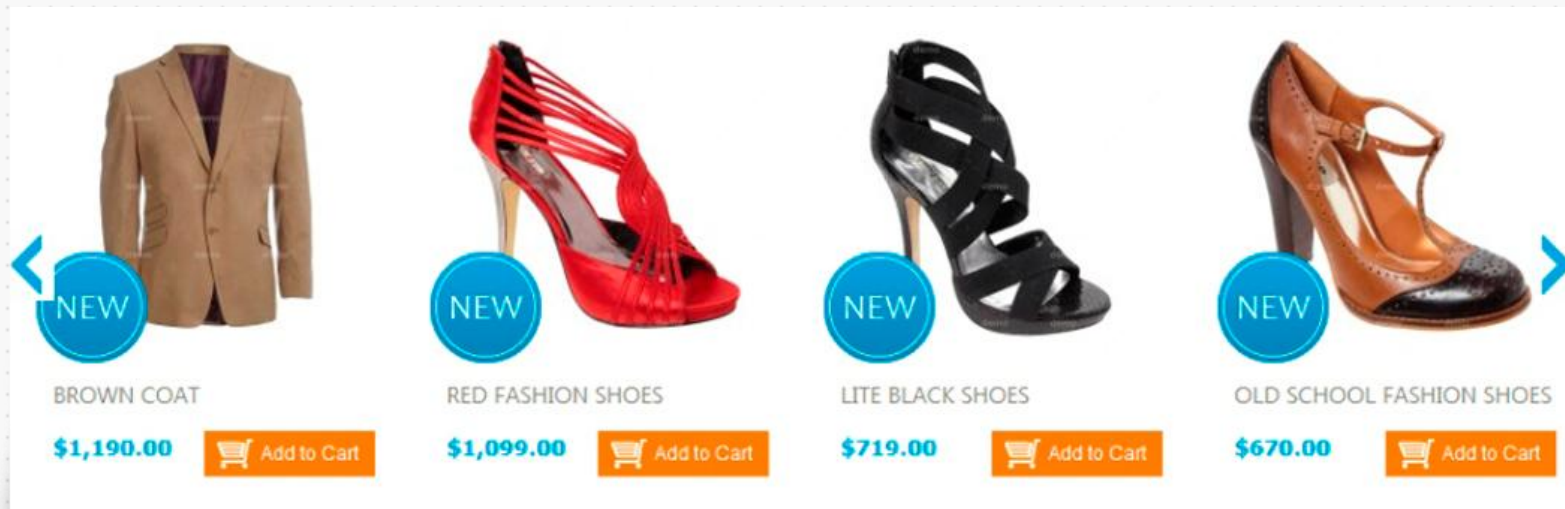 NEW
NEW
NEW
NEW
BROWN COAT
RED FASHION SHOES
LITE BLACK SHOES
OLD SCHOOL FASHION SHOES
$1,190.00
Add to Cart
$1,099.00
Add to Cart
$719.00
Add to Cart
$670.00
Add to Cart